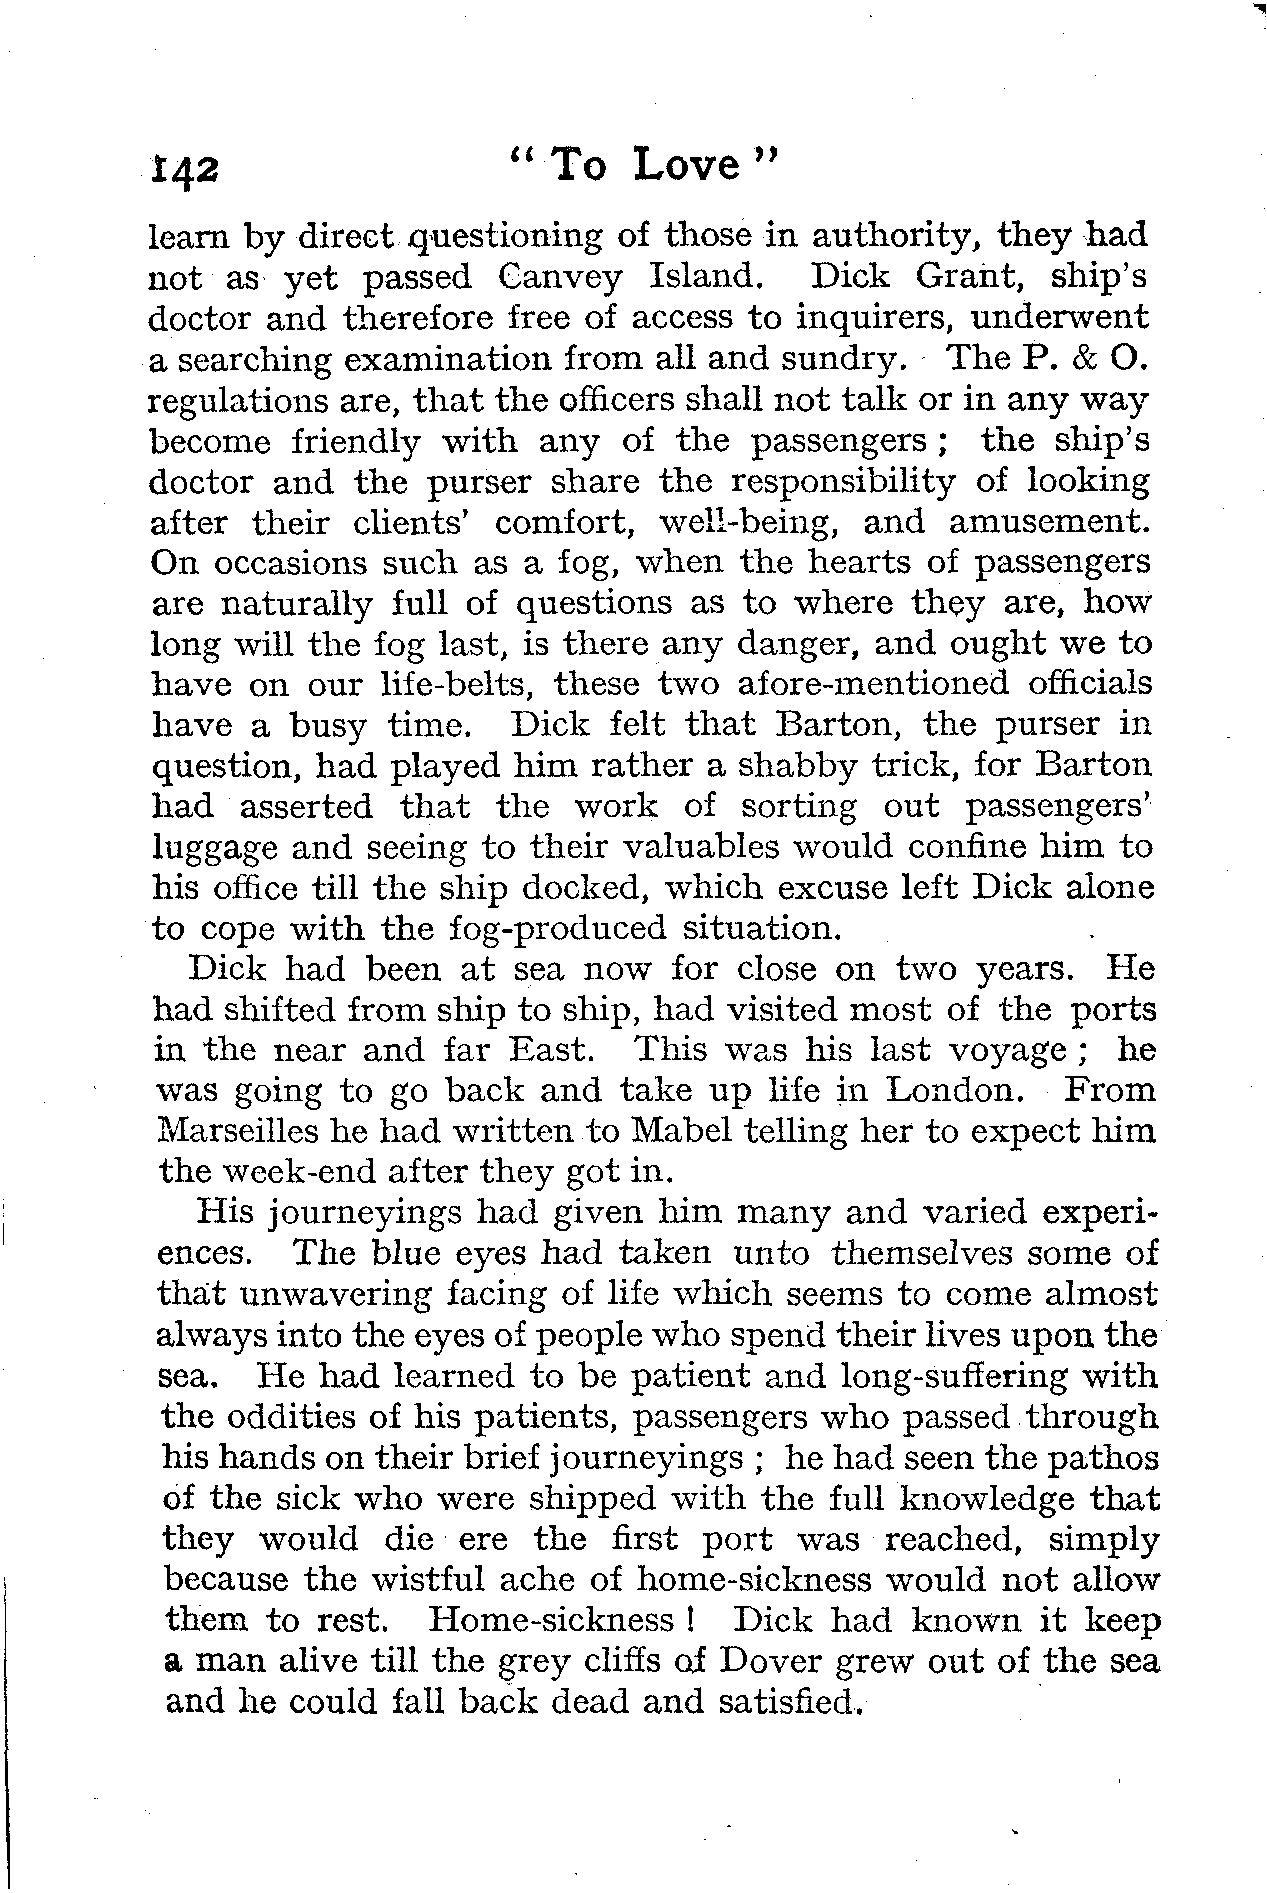 142 “ To Love ”
learn by direct questioning of those in authority, they had
not as yet passed Canvey Island. Dick Grant, ship’s
doctor and therefore free of access to inquirers, underwent
a searching examination from all and sundry. The P. & O.
regulations are, that the officers shall not talk or in any way
become friendly with any of the passengers ; the ship’s
doctor and the purser share the responsibility of looking
after their clients’ comfort, well-being, and amusement.
On occasions such as a fog, when the hearts of passengers
are naturally full of questions as to where they are, how
long will the fog last, is there any danger, and ought we to
have on our life-belts, these two afore-mentioned officials
have a busy time. Dick felt that Barton, the purser in
question, had played him rather a shabby trick, for Barton
had asserted that the work of sorting out passengers’
luggage and seeing to their valuables would confine him to
his office till the ship docked, which excuse left Dick alone
to cope with the fog-produced situation.
Dick had been at sea now for close on two years. He
had shifted from ship to ship, had visited most of the ports
in the near and far East. This was his last voyage ; he
was going to go back and take up life in London. From
Marseilles he had written to Mabel telling her to expect him
the week-end after they got in.
His journeyings had given him many and varied experi-
ences. The blue eyes had taken unto themselves some of
that unwavering facing of life which seems to come almost
always into the eyes of people who spend their lives upon the
sea. He had learned to be patient and long-suffering with
the oddities of his patients, passengers who passed through
his hands on their brief journeyings ; he had seen the pathos
of the sick who were shipped with the full knowledge that
they would die ere the first port was reached, simply
because the wistful ache of home-sickness would not allow
them to rest. Home-sickness ! Dick had known it keep
a man alive till the grey cliffs of Dover grew out of the sea
and he could fall back dead and satisfied.